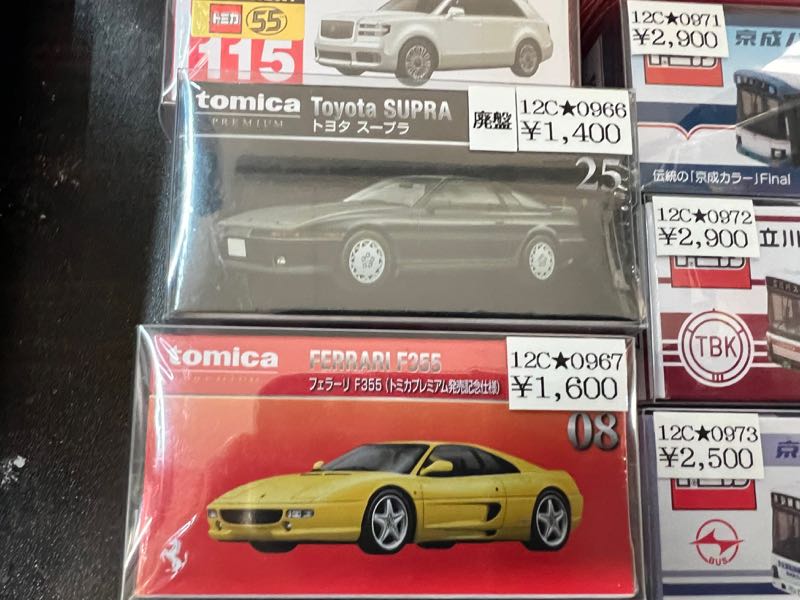 トミカ
55
115
tomica
PREMIUM
Toyota SUPRA
トヨタ スープラ
廃盤
12C★0966
¥1,400
25
tomica
FERRARI F355
フェラーリ F355 (トミカプレミアム発売記念仕様)
12C★0967
¥1,600
08
12C★0971
¥2,900
京成バ
伝統の「京成カラー」Final
12C★0972
¥2,900
立川
TBK
12C★0973
¥2,500
京
BUS